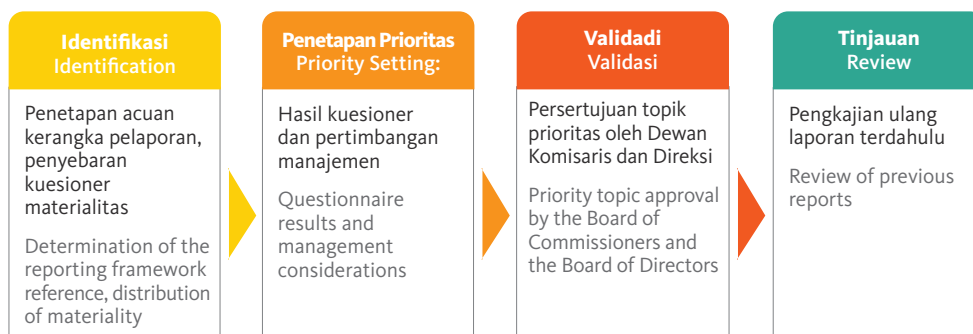 Identifikasi
Identification
Penetapan acuan
kerangka pelaporan,
penyebaran
kuesioner
materialitas
Determination of the
reporting framework
reference, distribution
of materiality
Penetapan Prioritas
Priority Setting:
Hasil kuesioner
dan pertimbangan
manajemen
Questionnaire
results and
management
considerations
Validadi
Validasi
Persertujuan topik
prioritas oleh Dewan
Komisaris dan Direksi
Priority topic approval
by the Board of
Commissioners and
the Board of Directors
Tinjauan
Review
Pengkajian ulang
laporan terdahulu
Review of previous
reports